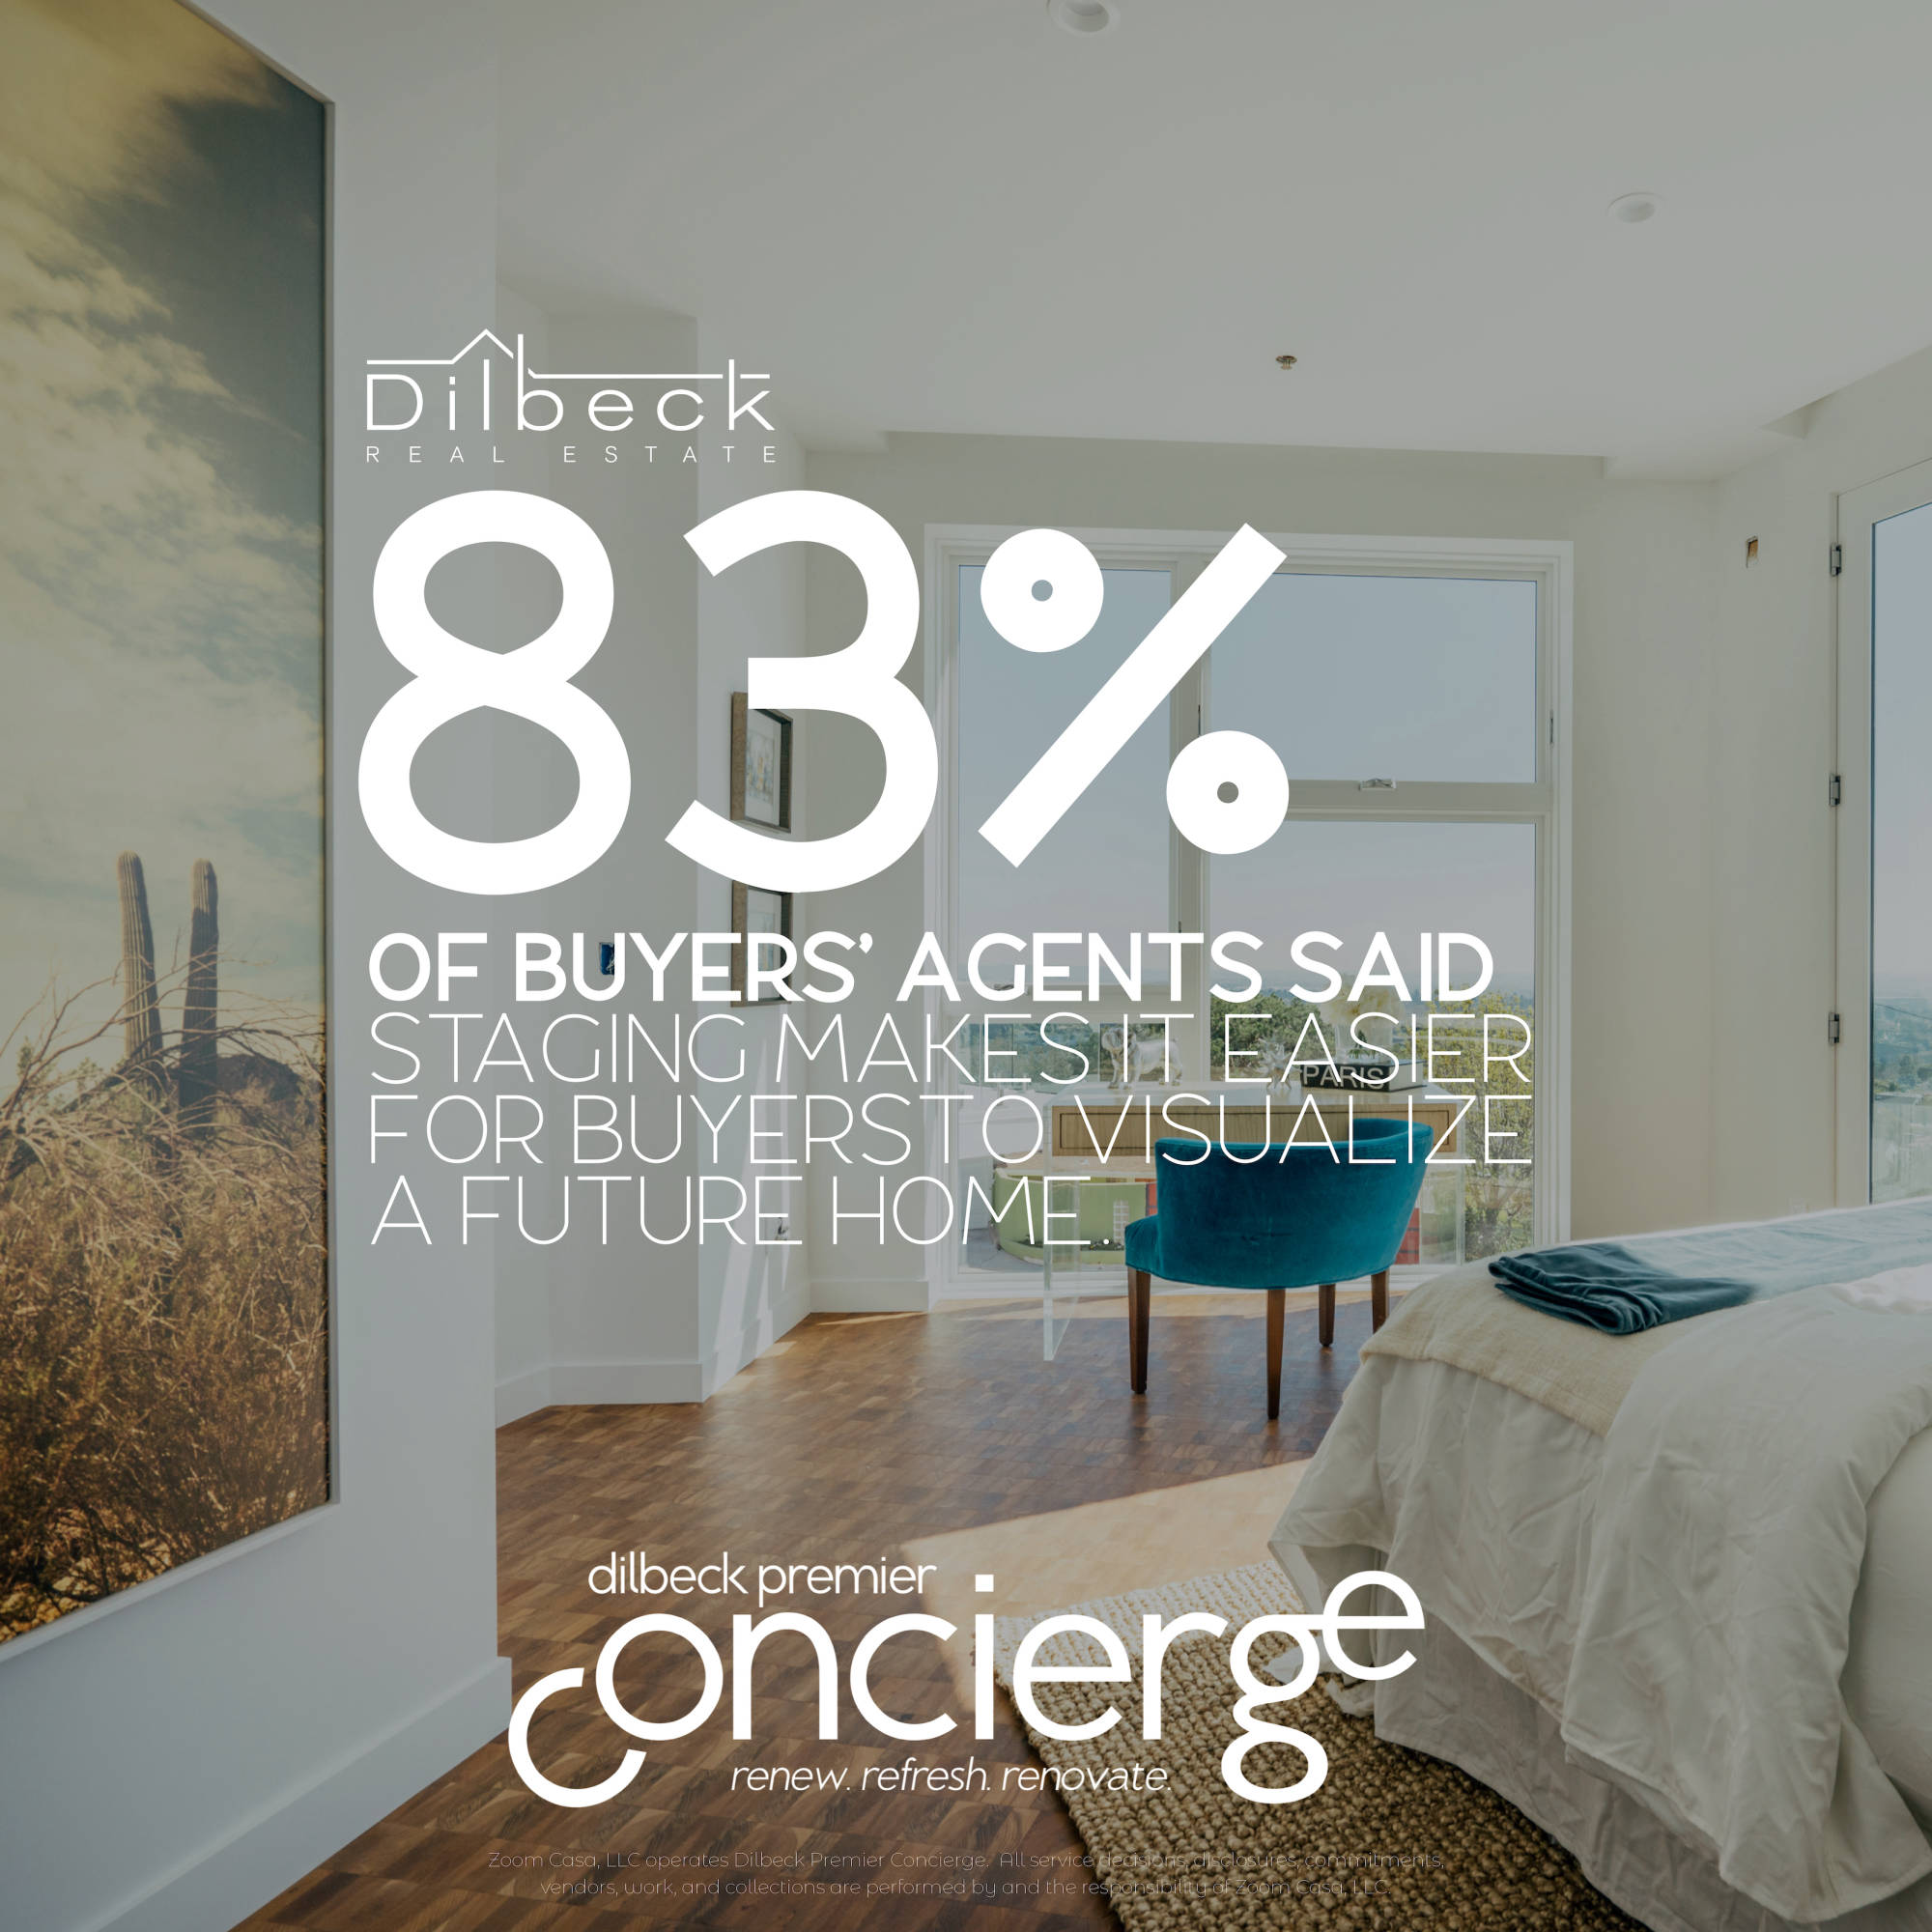 Dilbeck
REAL ESTATE
83%
OF BUYERS' AGENTS SAID
STAGING MAKES IT EASIER
FOR BUYERSTO VISUALIZE
A FUTURE HOME.
PARIS
dilbeck premier
concierge
renew. refresh. renovate.
Zoom Casa, LLC operates Dilbeck Premier Concierge. All service decisions, disclosures, commitments,
vendors, work, and collections are performed by and the responsibility of Zoom Casa, LLC.